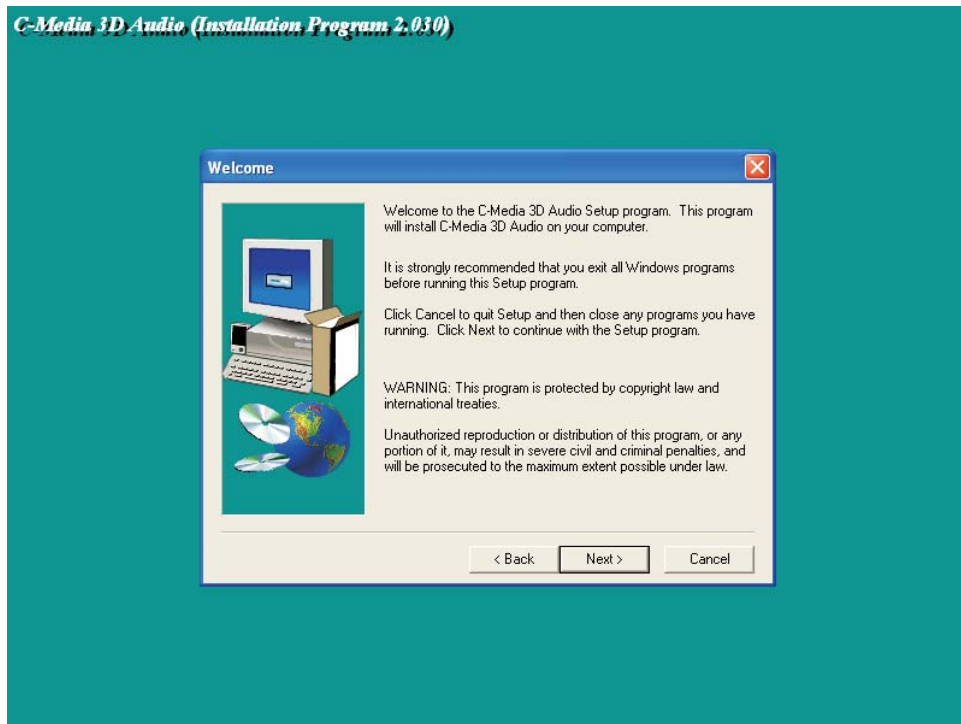 C-Media 3D Audio (Installation Program 2.030)
Welcome
Welcome to the C-Media 3D Audio Setup program. This program
will install C-Media 3D Audio on your computer.
It is strongly recommended that you exit all Windows programs
before running this Setup program.
Click Cancel to quit Setup and then close any programs you have
running. Click Next to continue with the Setup program.
WARNING: This program is protected by copyright law and
international treaties.
Unauthorized reproduction or distribution of this program, or any
portion of it, may result in severe civil and criminal penalties, and
will be prosecuted to the maximum extent possible under law.
< Back Next > Cancel